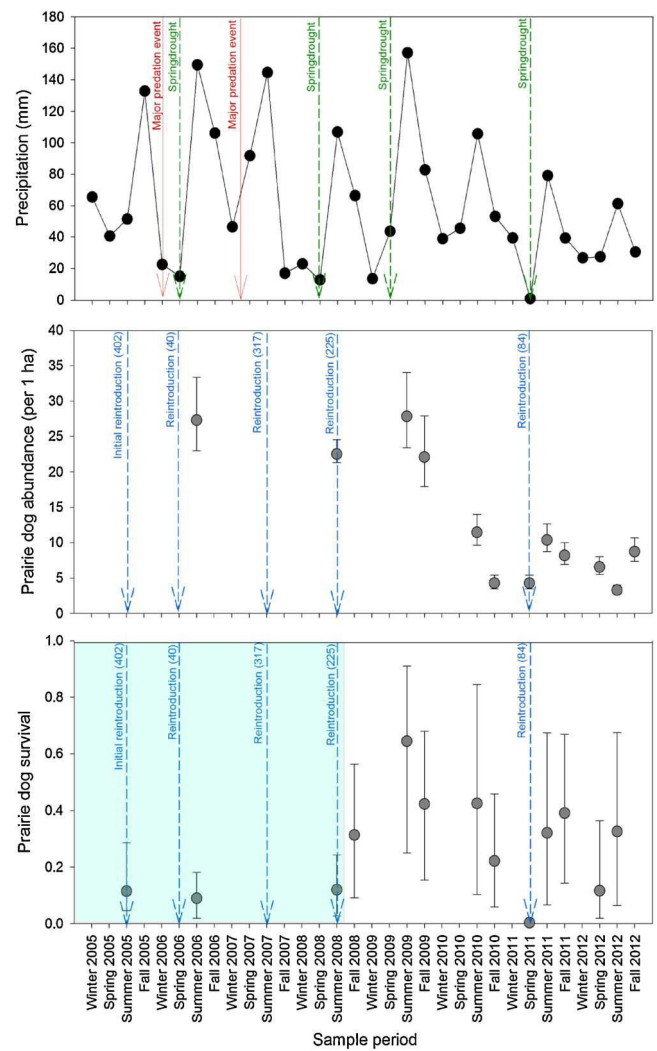 180
160
140
120
100
80
60
40
20
0
Precipitation (mm)
Major predation event
Springdrought
Major predation event
Springdrought
Springdrought
Springdrought
40
35
30
25
20
15
10
5
0
Prairie dog abundance (per 1 ha)
Initial reintroduction (402)
Reintroduction (40)
Reintroduction (317)
Reintroduction (225)
Reintroduction (84)
1.0
0.8
0.6
0.4
0.2
0.0
Prairie dog survival
Initial reintroduction (402)
Reintroduction (40)
Reintroduction (317)
Reintroduction (225)
Reintroduction (84)
Winter 2005
Spring 2005
Summer 2005
Fall 2005
Winter 2006
Spring 2006
Summer 2006
Fall 2006
Winter 2007
Spring 2007
Summer 2007
Fall 2007
Winter 2008
Spring 2008
Summer 2008
Fall 2008
Winter 2009
Spring 2009
Summer 2009
Fall 2009
Winter 2010
Spring 2010
Summer 2010
Fall 2010
Winter 2011
Spring 2011
Summer 2011
Fall 2011
Winter 2012
Spring 2012
Summer 2012
Fall 2012
Sample period